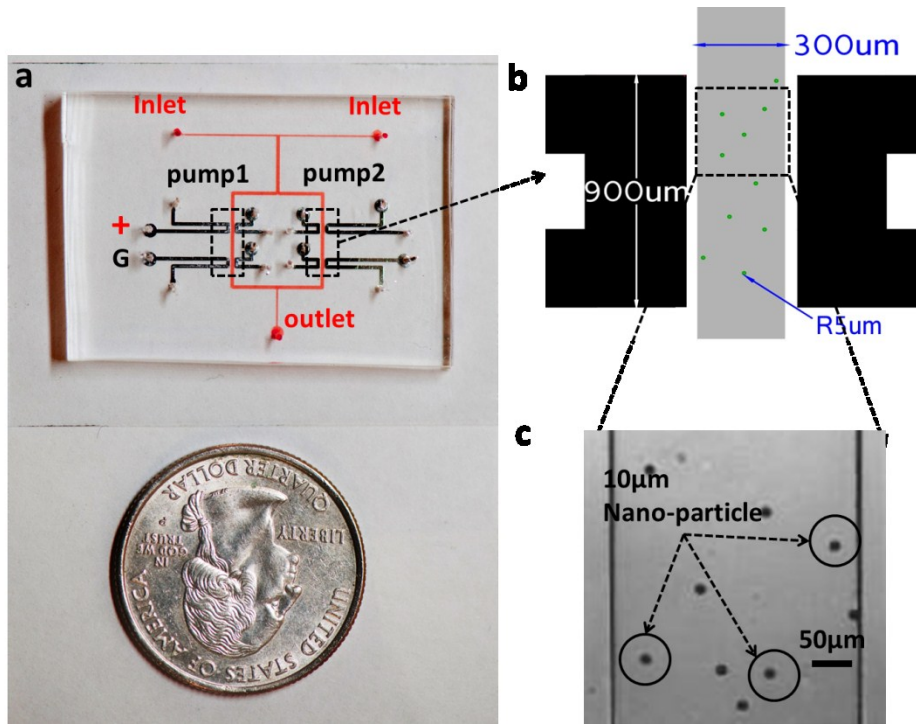 a
Inlet
Inlet
pump1
pump2
+
G
outlet
QUARTER DOLLAR
LIBERTY
P
IN
GOD WE
TRUST
UNITED STATES OF AMERICA
b
300um
900um
R5um
c
10µm
Nano-particle
50µm